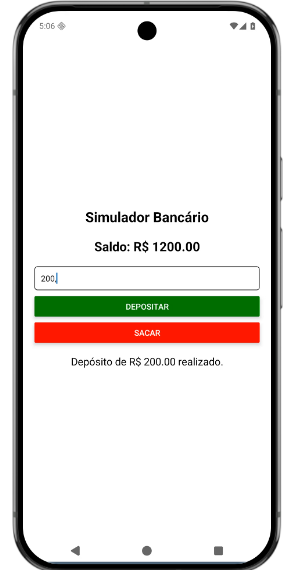 5:06
Simulador Bancário
Saldo: R$ 1200.00
200
DEPOSITAR
SACAR
Depósito de R$ 200.00 realizado.